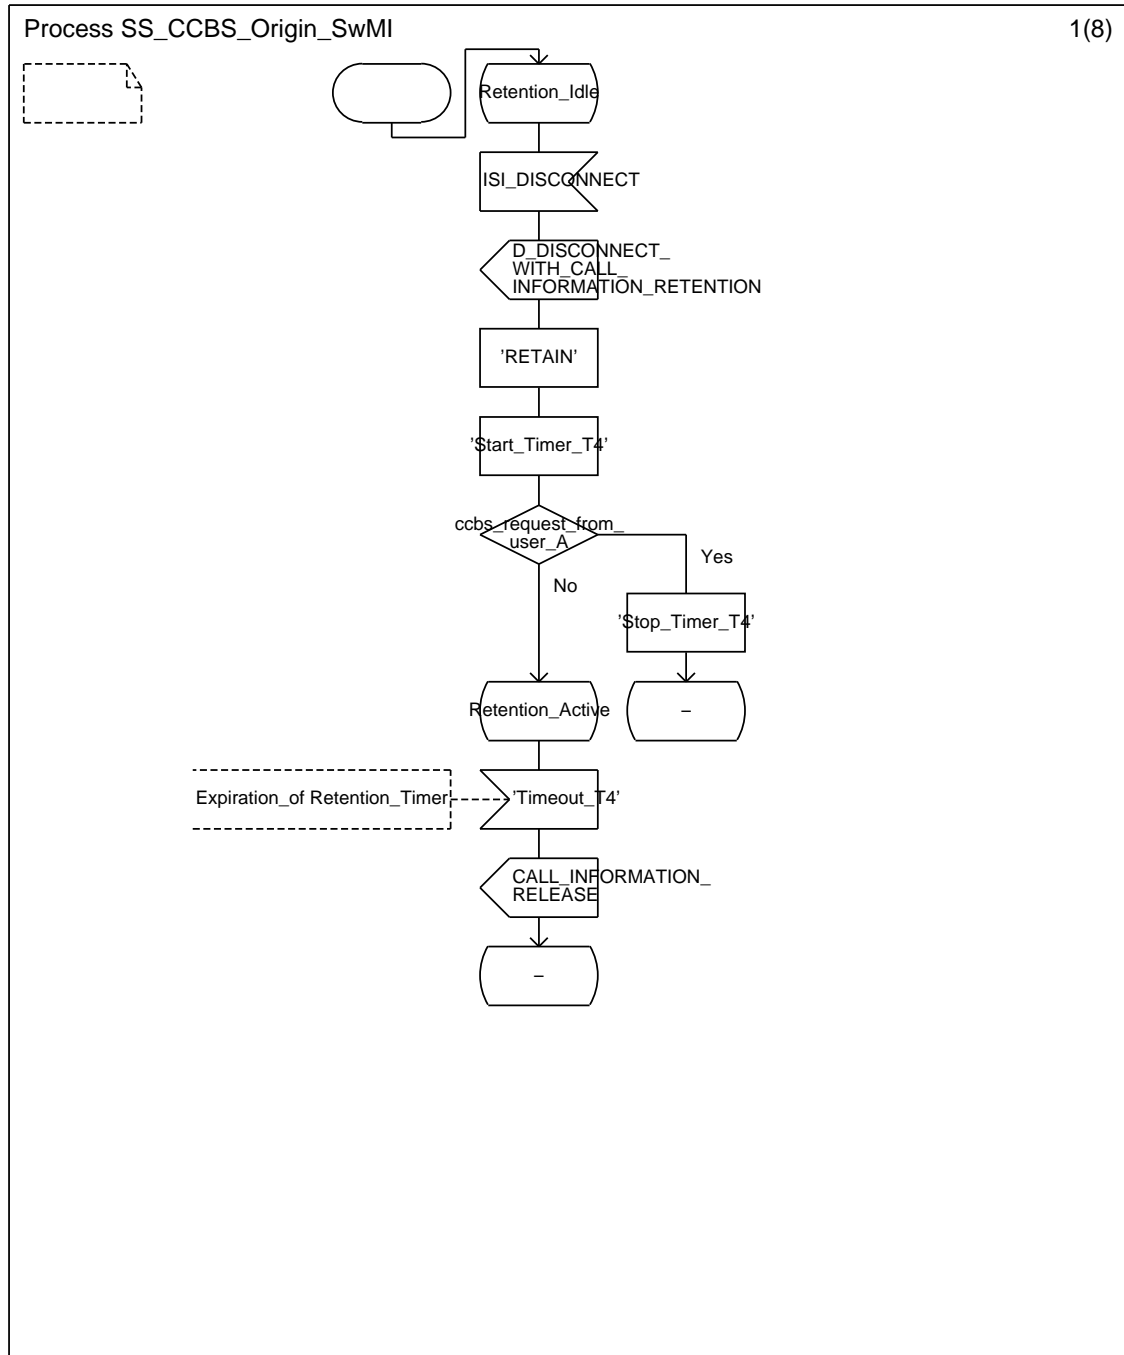 Process SS_CCBS_Origin_SwMI
1(8)
Retention_Idle
ISI_DISCONNECT
D_DISCONNECT_
WITH_CALL_
INFORMATION_RETENTION
’RETAIN’
’Start_Timer_T4’
ccbs_request_from_
user_A
Yes
No
’Stop_Timer_T4’
Retention_Active
–
Expiration_of Retention_Timer
’Timeout_T4’
CALL_INFORMATION_
RELEASE
–